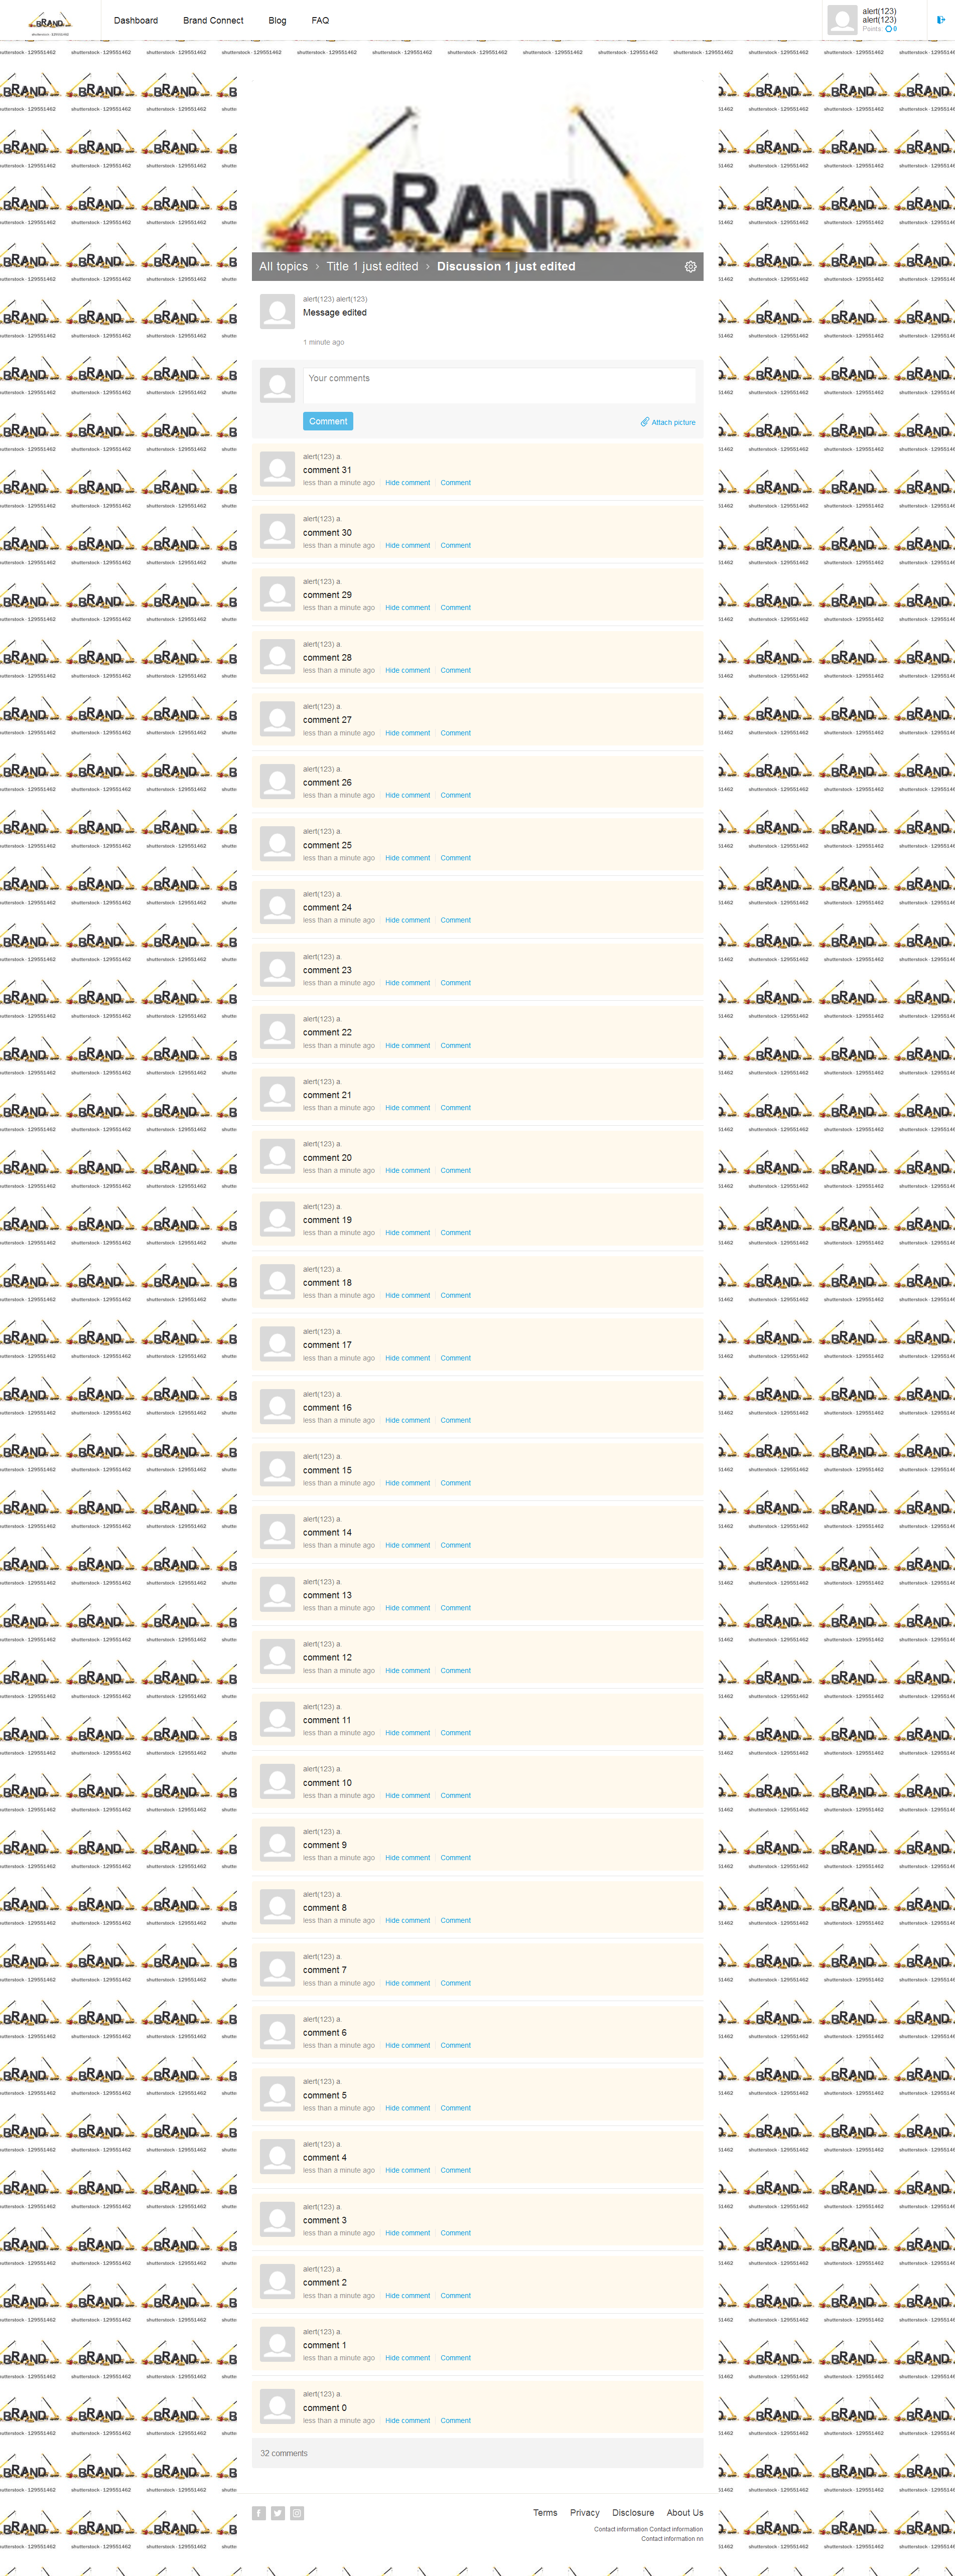 BRAND
Dashboard
Brand Connect
Blog
FAQ
alert(123)
alert(123)
Points 0
BRAND
All topics › Title 1 just edited › Discussion 1 just edited
alert(123) alert(123)
Message edited
1 minute ago
Your comments
Comment
Attach picture
alert(123) a.
comment 31
less than a minute ago Hide comment Comment
alert(123) a.
comment 30
less than a minute ago Hide comment Comment
alert(123) a.
comment 29
less than a minute ago Hide comment Comment
alert(123) a.
comment 28
less than a minute ago Hide comment Comment
alert(123) a.
comment 27
less than a minute ago Hide comment Comment
alert(123) a.
comment 26
less than a minute ago Hide comment Comment
alert(123) a.
comment 25
less than a minute ago Hide comment Comment
alert(123) a.
comment 24
less than a minute ago Hide comment Comment
alert(123) a.
comment 23
less than a minute ago Hide comment Comment
alert(123) a.
comment 22
less than a minute ago Hide comment Comment
alert(123) a.
comment 21
less than a minute ago Hide comment Comment
alert(123) a.
comment 20
less than a minute ago Hide comment Comment
alert(123) a.
comment 19
less than a minute ago Hide comment Comment
alert(123) a.
comment 18
less than a minute ago Hide comment Comment
alert(123) a.
comment 17
less than a minute ago Hide comment Comment
alert(123) a.
comment 16
less than a minute ago Hide comment Comment
alert(123) a.
comment 15
less than a minute ago Hide comment Comment
alert(123) a.
comment 14
less than a minute ago Hide comment Comment
alert(123) a.
comment 13
less than a minute ago Hide comment Comment
alert(123) a.
comment 12
less than a minute ago Hide comment Comment
alert(123) a.
comment 11
less than a minute ago Hide comment Comment
alert(123) a.
comment 10
less than a minute ago Hide comment Comment
alert(123) a.
comment 9
less than a minute ago Hide comment Comment
alert(123) a.
comment 8
less than a minute ago Hide comment Comment
alert(123) a.
comment 7
less than a minute ago Hide comment Comment
alert(123) a.
comment 6
less than a minute ago Hide comment Comment
alert(123) a.
comment 5
less than a minute ago Hide comment Comment
alert(123) a.
comment 4
less than a minute ago Hide comment Comment
alert(123) a.
comment 3
less than a minute ago Hide comment Comment
alert(123) a.
comment 2
less than a minute ago Hide comment Comment
alert(123) a.
comment 1
less than a minute ago Hide comment Comment
alert(123) a.
comment 0
less than a minute ago Hide comment Comment
32 comments
Terms Privacy Disclosure About Us
Contact information Contact information
Contact information nn